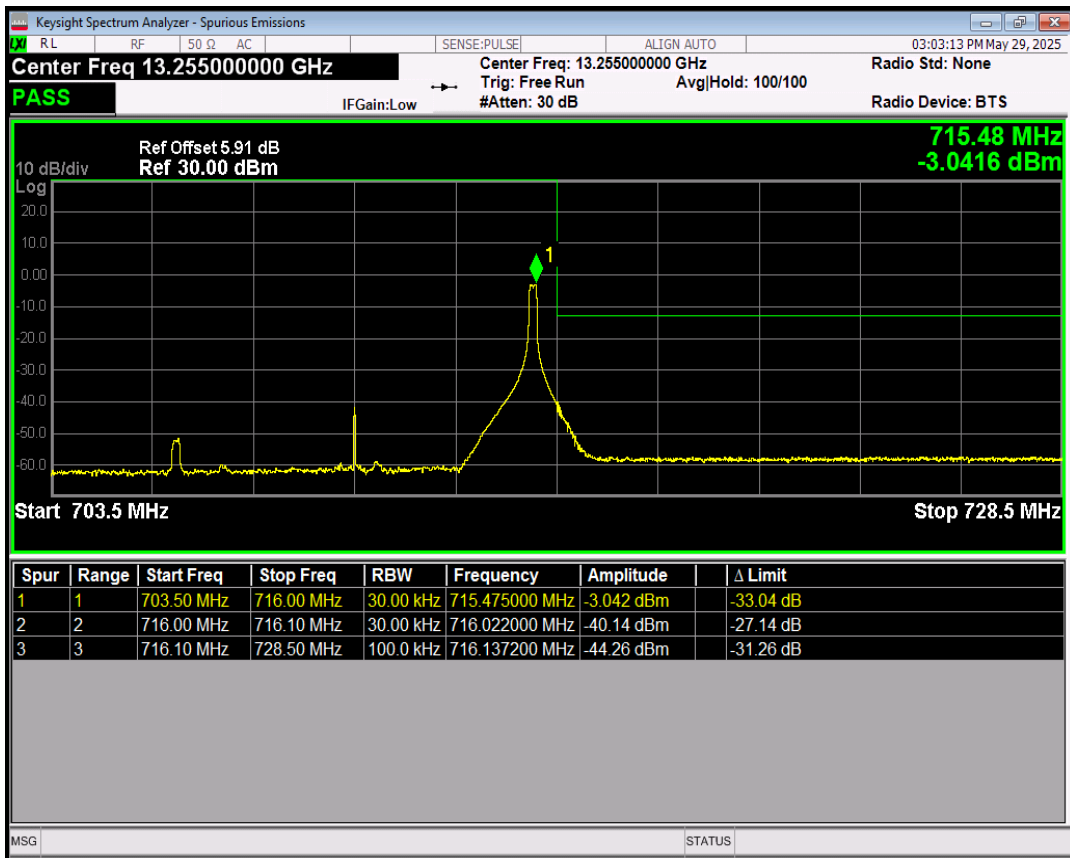 Keysight Spectrum Analyzer - Spurious Emissions
LXI RL RF 50 Ω AC SENSE:PULSE ALIGN AUTO 03:03:13 PM May 29, 2025
Center Freq 13.255000000 GHz Center Freq: 13.255000000 GHz Radio Std: None
Trig: Free Run Avg|Hold: 100/100
PASS IFGain:Low #Atten: 30 dB Radio Device: BTS
715.48 MHz
Ref Offset 5.91 dB
10 dB/div Ref 30.00 dBm -3.0416 dBm
Log
20.0
10.0
1
0.00
-10.0
-20.0
-30.0
-40.0
-50.0
-60.0
Start 703.5 MHz Stop 728.5 MHz
Spur Range Start Freq Stop Freq RBW Frequency Amplitude Δ Limit
1 1 703.50 MHz 716.00 MHz 30.00 kHz 715.475000 MHz -3.042 dBm -33.04 dB
2 2 716.00 MHz 716.10 MHz 30.00 kHz 716.022000 MHz -40.14 dBm -27.14 dB
3 3 716.10 MHz 728.50 MHz 100.0 kHz 716.137200 MHz -44.26 dBm -31.26 dB
MSG STATUS